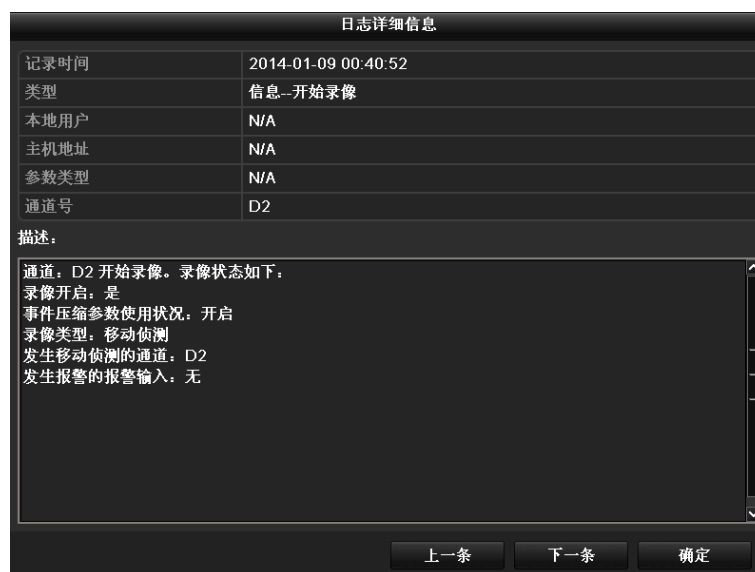 日志详细信息
记录时间 2014-01-09 00:40:52
类型 信息--开始录像
本地用户 N/A
主机地址 N/A
参数类型 N/A
通道号 D2
描述：
通道：D2 开始录像。录像状态如下：
录像开启：是
事件压缩参数使用状况：开启
录像类型：移动侦测
发生移动侦测的通道：D2
发生报警的报警输入：无
上一条 下一条 确定